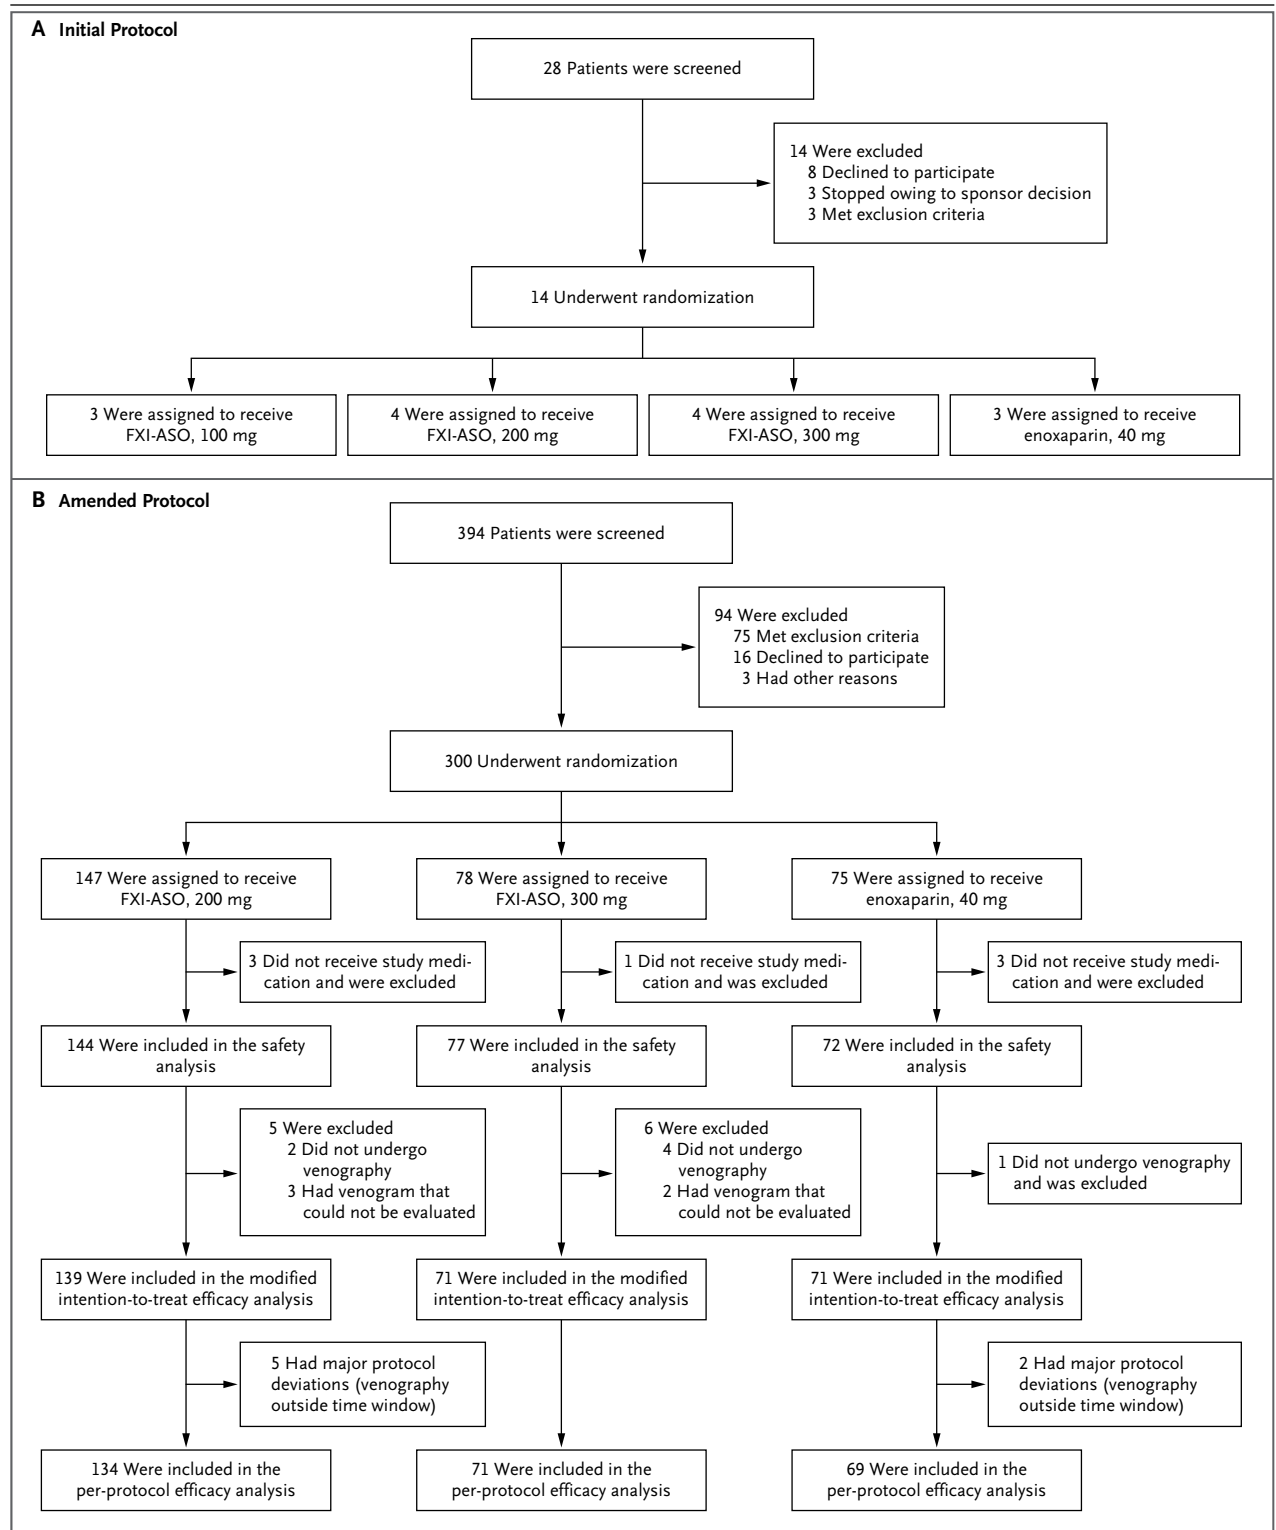 A Initial Protocol
28 Patients were screened
14 Were excluded
8 Declined to participate
3 Stopped owing to sponsor decision
3 Met exclusion criteria
14 Underwent randomization
3 Were assigned to receive
FXI-ASO, 100 mg
4 Were assigned to receive
FXI-ASO, 200 mg
4 Were assigned to receive
FXI-ASO, 300 mg
3 Were assigned to receive
enoxaparin, 40 mg
B Amended Protocol
394 Patients were screened
94 Were excluded
75 Met exclusion criteria
16 Declined to participate
3 Had other reasons
300 Underwent randomization
147 Were assigned to receive
FXI-ASO, 200 mg
78 Were assigned to receive
FXI-ASO, 300 mg
75 Were assigned to receive
enoxaparin, 40 mg
3 Did not receive study medi-
cation and were excluded
1 Did not receive study medi-
cation and was excluded
3 Did not receive study medi-
cation and were excluded
144 Were included in the safety
analysis
77 Were included in the safety
analysis
72 Were included in the safety
analysis
5 Were excluded
2 Did not undergo
venography
3 Had venogram that
could not be evaluated
6 Were excluded
4 Did not undergo
venography
2 Had venogram that
could not be evaluated
1 Did not undergo venography
and was excluded
139 Were included in the modified
intention-to-treat efficacy analysis
71 Were included in the modified
intention-to-treat efficacy analysis
71 Were included in the modified
intention-to-treat efficacy analysis
5 Had major protocol
deviations (venography
outside time window)
2 Had major protocol
deviations (venography
outside time window)
134 Were included in the
per-protocol efficacy analysis
71 Were included in the
per-protocol efficacy analysis
69 Were included in the
per-protocol efficacy analysis